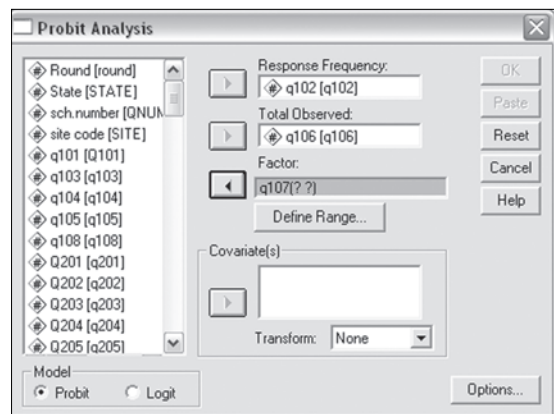 Probit Analysis
Round [round]
State [STATE]
sch.number [QNUM
site code [SITE]
q101 [Q101]
q103 [q103]
q104 [q104]
q105 [q105]
q108 [q108]
Q201 [q201]
Q202 [q202]
Q203 [q203]
Q204 [q204]
Q205 [q205]
Response Frequency:
q102 [q102]
Total Observed:
q106 [q106]
Factor:
q107(? ?)
Define Range...
Covariate(s)
Transform: None
OK
Paste
Reset
Cancel
Help
Model
Probit Logit
Options...